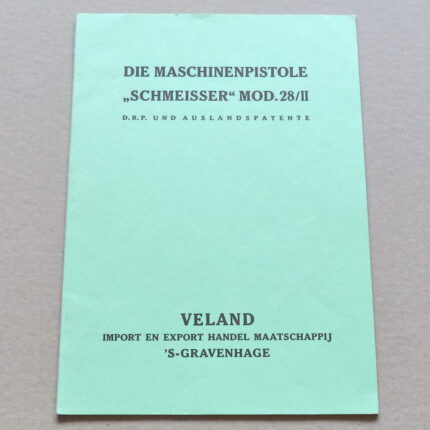 DIE MASCHINENPISTOLE
„SCHMEISSER“ MOD. 28/II
D.R.P. UND AUSLANDSPATENTE
VELAND
IMPORT EN EXPORT HANDEL MAATSCHAPPIJ
'S-GRAVENHAGE